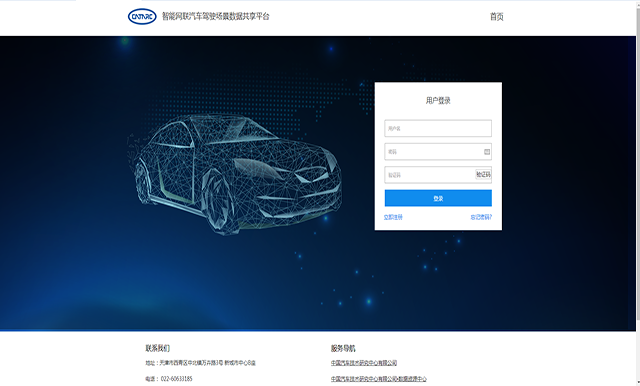 CATARC 智能网联汽车驾驶场景数据共享平台
首页
用户登录
用户名
密码
验证码 验证码
登录
立即注册 忘记密码?
联系我们
地址:天津市西青区中北镇万卉路3号 新城市中心B座
电话: 022-60633185
服务导航
中国汽车技术研究中心有限公司
中国汽车技术研究中心有限公司•数据资源中心